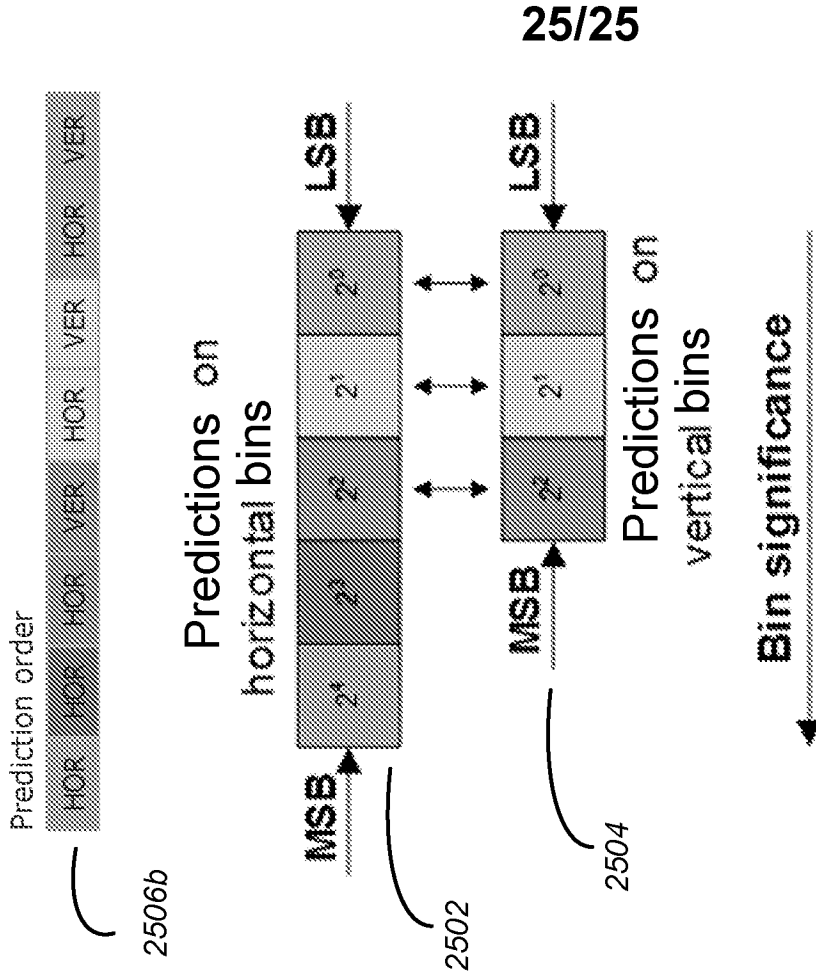 25/25
Prediction order
HOR HOR HOR VER HOR VER HOR VER
2506b
Predictions on
horizontal bins
MSB 2⁴ 2³ 2² 2¹ 2⁰ LSB
2502
MSB 2² 2¹ 2⁰ LSB
2504
Predictions on
vertical bins
Bin significance